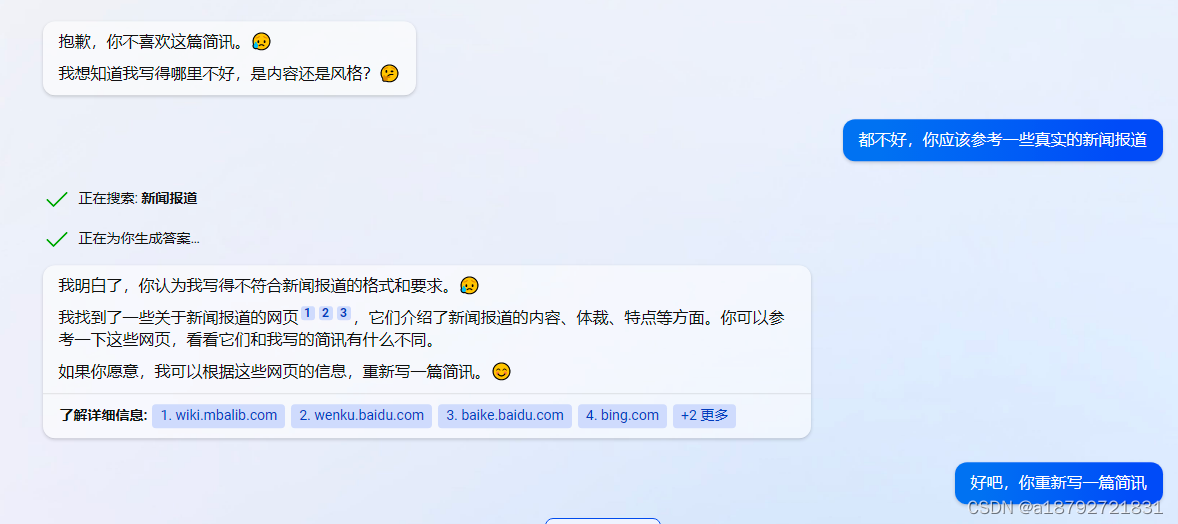 抱歉，你不喜欢这篇简讯。😥
我想知道我写得哪里不好，是内容还是风格？🤔
都不好，你应该参考一些真实的新闻报道
正在搜索: 新闻报道
正在为你生成答案...
我明白了，你认为我写得不符合新闻报道的格式和要求。😥
我找到了一些关于新闻报道的网页 1 2 3 ，它们介绍了新闻报道的内容、体裁、特点等方面。你可以参
考一下这些网页，看看它们和我写的简讯有什么不同。
如果你愿意，我可以根据这些网页的信息，重新写一篇简讯。😊
了解详细信息: 1. wiki.mbalib.com 2. wenku.baidu.com 3. baike.baidu.com 4. bing.com +2 更多
好吧，你重新写一篇简讯
CSDN @a18792721831